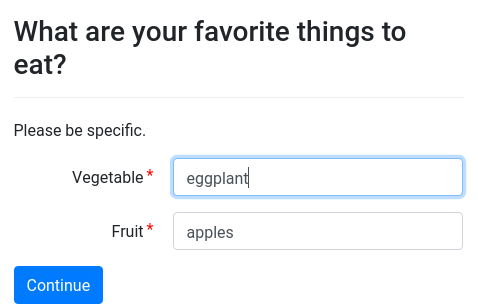 What are your favorite things to
eat?
Please be specific.
Vegetable *
eggplant
Fruit *
apples
Continue